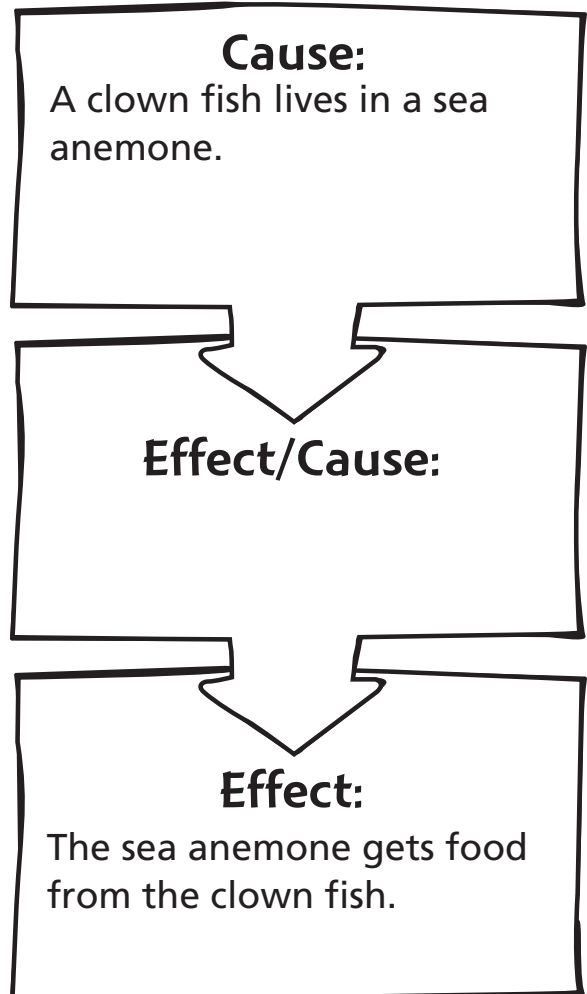 Cause:
A clown fish lives in a sea
anemone.
Effect/Cause:
Effect:
The sea anemone gets food
from the clown fish.